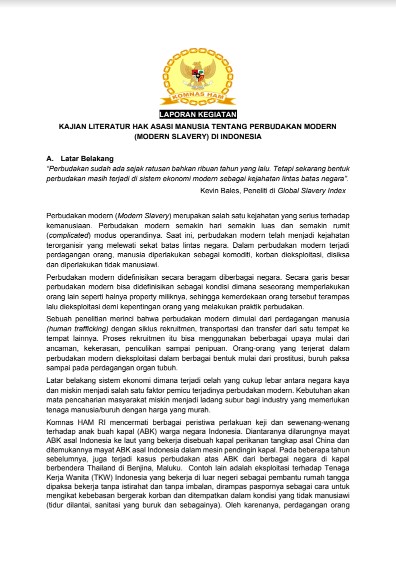 KOMNAS HAM
LAPORAN KEGIATAN
KAJIAN LITERATUR HAK ASASI MANUSIA TENTANG PERBUDAKAN MODERN
(MODERN SLAVERY) DI INDONESIA
A. Latar Belakang
"Perbudakan sudah ada sejak ratusan bahkan ribuan tahun yang lalu. Tetapi sekarang bentuk
perbudakan masih terjadi di sistem ekonomi modern sebagai kejahatan lintas batas negara".
Kevin Bales, Peneliti di Global Slavery Index
Perbudakan modern (Modern Slavery) merupakan salah satu kejahatan yang serius terhadap
kemanusiaan. Perbudakan modern semakin hari semakin luas dan semakin rumit
(complicated) modus operandinya. Saat ini, perbudakan modern telah menjadi kejahatan
terorganisir yang melewati sekat batas lintas negara. Dalam perbudakan modern terjadi
perdagangan orang, manusia diperlakukan sebagai komoditi, korban dieksploitasi, disiksa
dan diperlakukan tidak manusiawi.
Perbudakan modern didefinisikan secara beragam diberbagai negara. Secara garis besar
perbudakan modern bisa didefinisikan sebagai kondisi dimana seseorang memperlakukan
orang lain seperti halnya property miliknya, sehingga kemerdekaan orang tersebut terampas
lalu dieksploitasi demi kepentingan orang yang melakukan praktik perbudakan.
Sebuah penelitian merinci bahwa perbudakan modern dimulai dari perdagangan manusia
(human trafficking) dengan siklus rekruitmen, transportasi dan transfer dari satu tempat ke
tempat lainnya. Proses rekruitmen itu bisa menggunakan beberbagai upaya mulai dari
ancaman, kekerasan, penculikan sampai penipuan. Orang-orang yang terjerat dalam
perbudakan modern dieksploitasi dalam berbagai bentuk mulai dari prostitusi, buruh paksa
sampai pada perdagangan organ tubuh.
Latar belakang sistem ekonomi dimana terjadi celah yang cukup lebar antara negara kaya
dan miskin menjadi salah satu faktor pemicu terjadinya perbudakan modern. Kebutuhan akan
mata pencaharian masyarakat miskin menjadi ladang subur bagi industry yang memerlukan
tenaga manusia/buruh dengan harga yang murah.
Komnas HAM RI mencermati berbagai peristiwa perlakuan keji dan sewenang-wenang
terhadap anak buah kapal (ABK) warga negara Indonesia. Diantaranya dilarungnya mayat
ABK asal Indonesia ke laut yang bekerja disebuah kapal perikanan tangkap asal China dan
ditemukannya mayat ABK asal Indonesia dalam mesin pendingin kapal. Pada beberapa tahun
sebelumnya, juga terjadi kasus perbudakan atas ABK dari berbagai negara di kapal
berbendera Thailand di Benjina, Maluku. Contoh lain adalah eksploitasi terhadap Tenaga
Kerja Wanita (TKW) Indonesia yang bekerja di luar negeri sebagai pembantu rumah tangga
dipaksa bekerja tanpa istirahat dan tanpa imbalan, dirampas paspornya sebagai cara untuk
mengikat kebebasan bergerak korban dan ditempatkan dalam kondisi yang tidak manusiawi
(tidur dilantai, sanitasi yang buruk dan sebagainya). Oleh karenanya, perdagangan orang